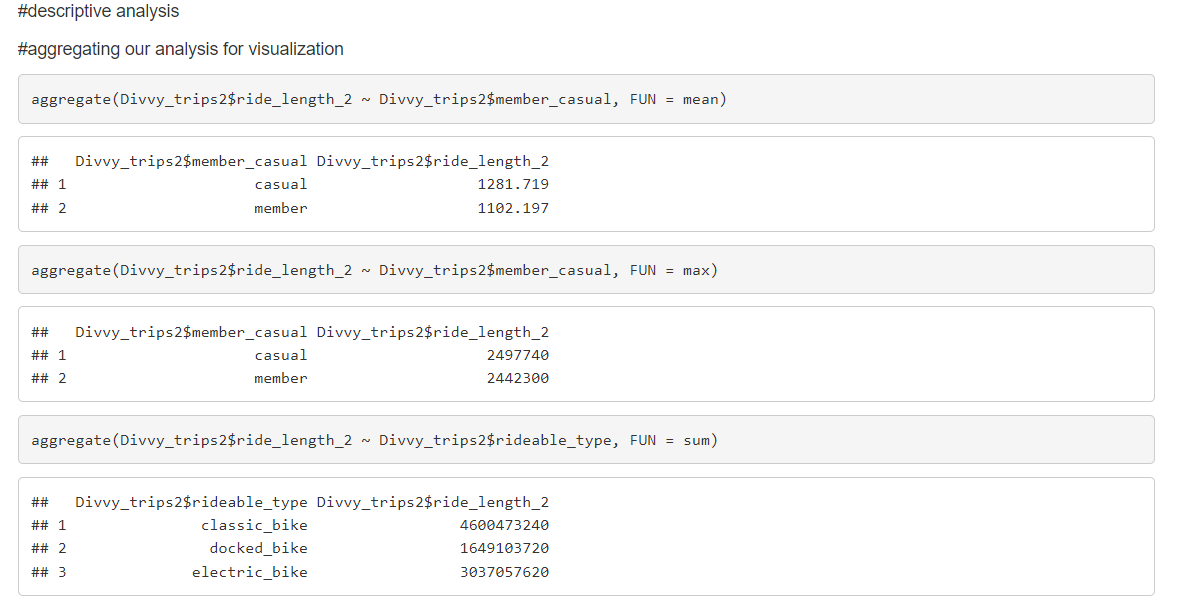 #descriptive analysis
#aggregating our analysis for visualization
aggregate(Divvy_trips2$ride_length_2 ~ Divvy_trips2$member_casual, FUN = mean)
##   Divvy_trips2$member_casual Divvy_trips2$ride_length_2
## 1                     casual                   1281.719
## 2                     member                   1102.197
aggregate(Divvy_trips2$ride_length_2 ~ Divvy_trips2$member_casual, FUN = max)
##   Divvy_trips2$member_casual Divvy_trips2$ride_length_2
## 1                     casual                    2497740
## 2                     member                    2442300
aggregate(Divvy_trips2$ride_length_2 ~ Divvy_trips2$rideable_type, FUN = sum)
##   Divvy_trips2$rideable_type Divvy_trips2$ride_length_2
## 1               classic_bike                 4600473240
## 2                docked_bike                 1649103720
## 3              electric_bike                 3037057620